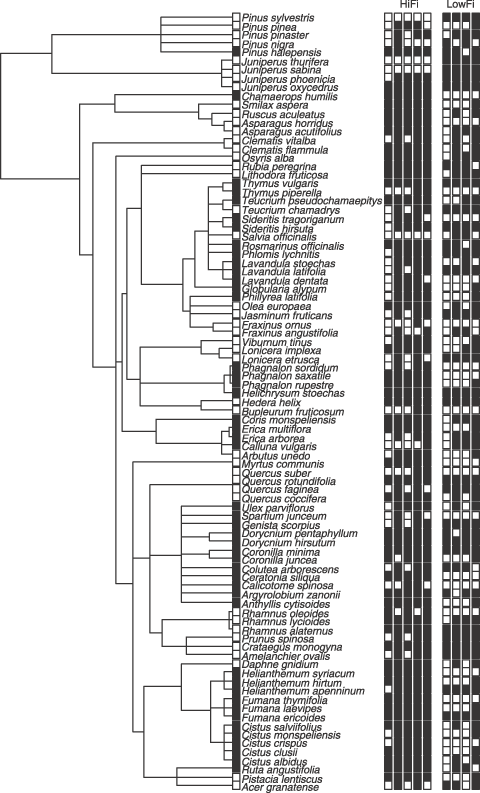 HiFi LowFi
Pinus sylvestris
Pinus pinea
Pinus pinaster
Pinus nigra
Pinus halepensis
Juniperus thurifera
Juniperus sabina
Juniperus phoenicia
Juniperus oxycedrus
Chamaerops humilis
Smilax aspera
Ruscus aculeatus
Asparagus horridus
Asparagus acutifolius
Clematis vitalba
Clematis flammula
Osyris alba
Rubia peregrina
Lithodora fruticosa
Thymus vulgaris
Thymus piperella
Teucrium pseudochamaepitys
Teucrium chamadrys
Sideritis tragoriganum
Sideritis hirsuta
Salvia officinalis
Rosmarinus officinalis
Phlomis lychnitis
Lavandula stoechas
Lavandula latifolia
Lavandula dentata
Globularia alypum
Phillyrea latifolia
Olea europaea
Jasminum fruticans
Fraxinus ornus
Fraxinus angustifolia
Viburnum tinus
Lonicera implexa
Lonicera etrusca
Phagnalon sordidum
Phagnalon saxatile
Phagnalon rupestre
Helichrysum stoechas
Hedera helix
Bupleurum fruticosum
Coris monspeliensis
Erica multiflora
Erica arborea
Calluna vulgaris
Arbutus unedo
Myrtus communis
Quercus suber
Quercus rotundifolia
Quercus faginea
Quercus coccifera
Ulex parviflorus
Spartium junceum
Genista scorpius
Dorycnium pentaphyllum
Dorycnium hirsutum
Coronilla minima
Coronilla juncea
Colutea arborescens
Ceratonia siliqua
Calicotome spinosa
Argyrolobium zanonii
Anthyllis cytisoides
Rhamnus oleoides
Rhamnus lycioides
Rhamnus alaternus
Prunus spinosa
Crataegus monogyna
Amelanchier ovalis
Daphne gnidium
Helianthemum syriacum
Helianthemum hirtum
Helianthemum apenninum
Fumana thymifolia
Fumana laevipes
Fumana ericoides
Cistus salviifolius
Cistus monspeliensis
Cistus crispus
Cistus clusii
Cistus albidus
Ruta angustifolia
Pistacia lentiscus
Acer granatense